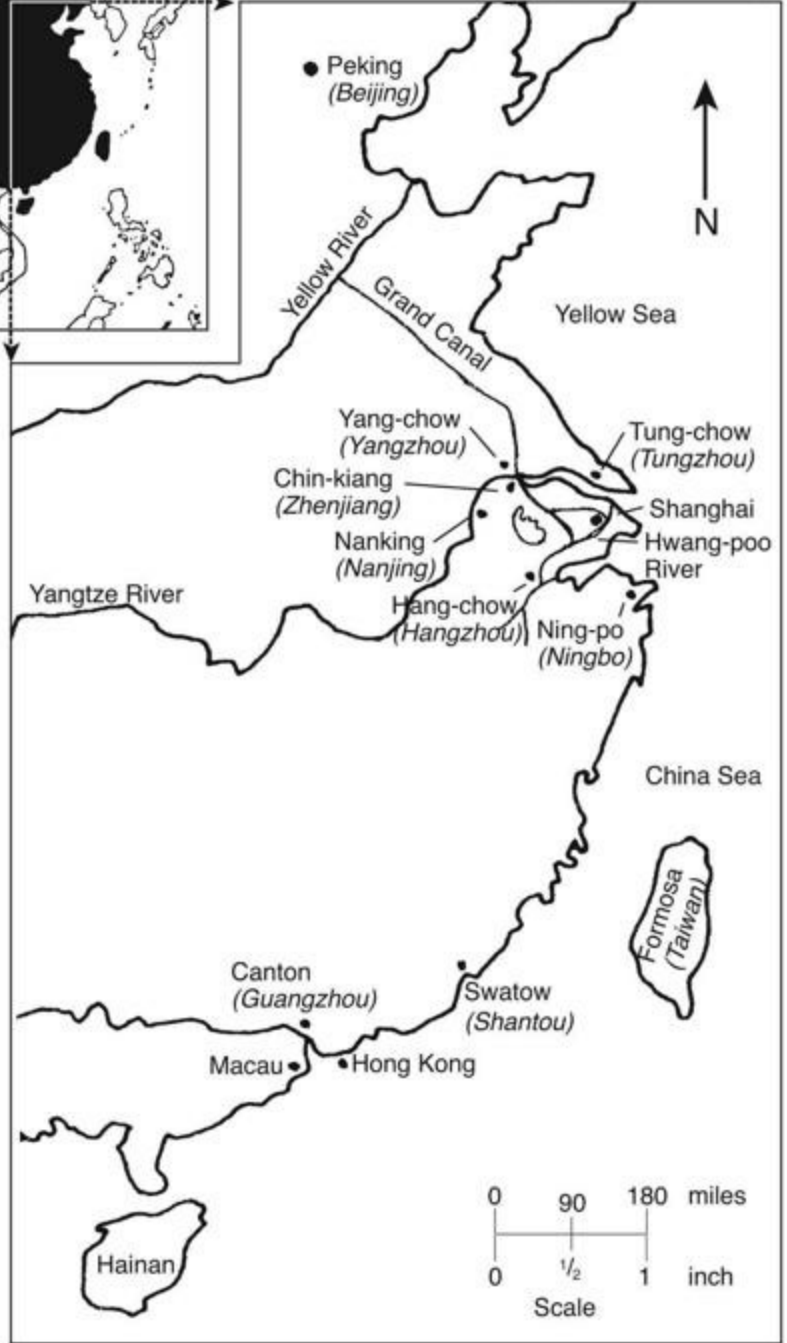 Peking
(Beijing)
N
Yellow River
Grand Canal
Yellow Sea
Yang-chow
(Yangzhou)
Tung-chow
(Tungzhou)
Chin-kiang
(Zhenjiang)
Shanghai
Nanking
(Nanjing)
Hwang-poo
River
Yangtze River
Hang-chow
(Hangzhou)
Ning-po
(Ningbo)
China Sea
Formosa
(Taiwan)
Canton
(Guangzhou)
Swatow
(Shantou)
Macau
Hong Kong
Hainan
0 90 180 miles
0 1/2 1 inch
Scale